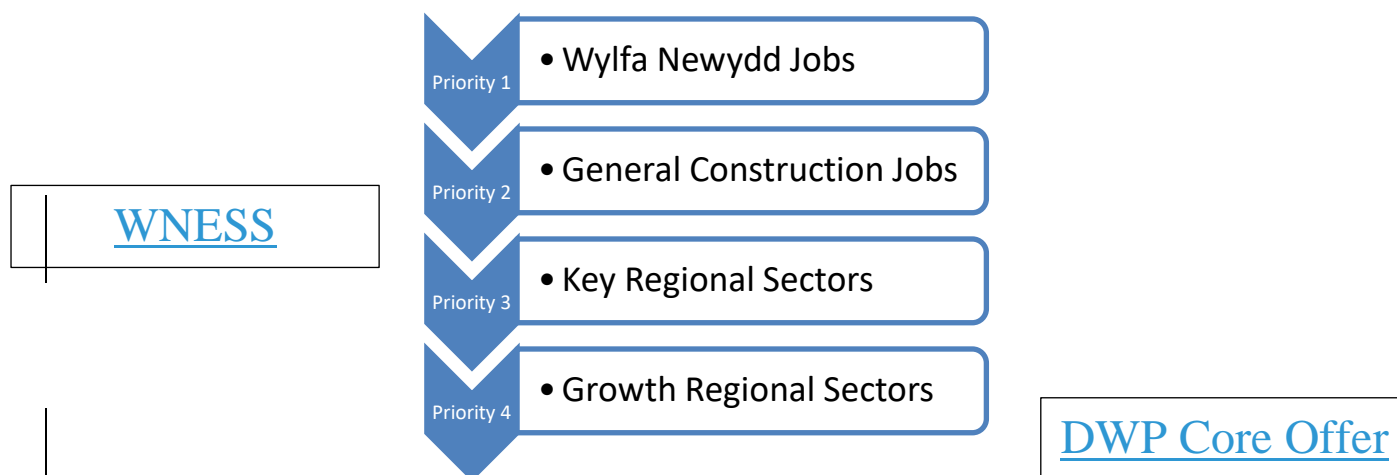 Priority 1
• Wylfa Newydd Jobs
Priority 2
• General Construction Jobs
WNESS
Priority 3
• Key Regional Sectors
Priority 4
• Growth Regional Sectors
DWP Core Offer